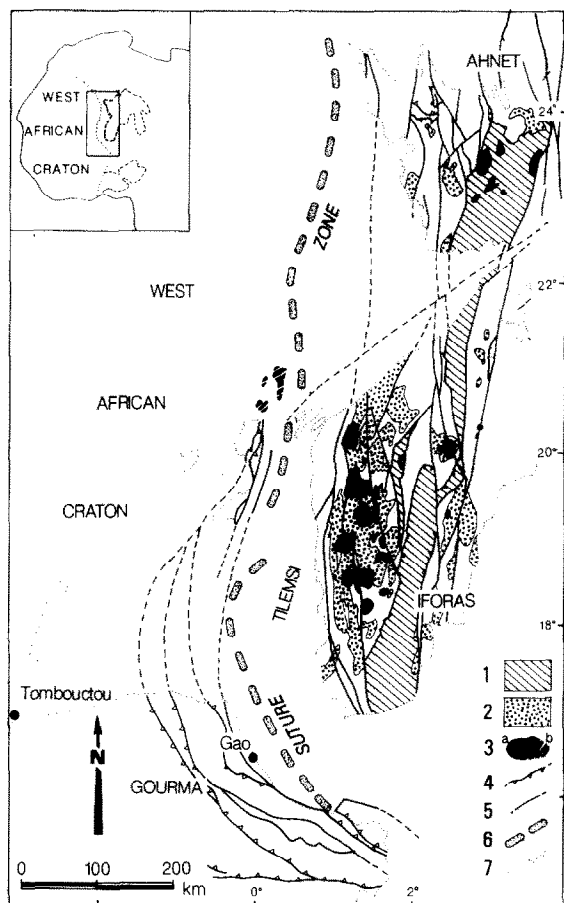 WEST
AFRICAN
CRATON
AHNET
24°
ZONE
WEST
22°
AFRICAN
20°
CRATON
TILEMSI
IFORAS
18°
Tombouctou
SUTURE
Gao
N
GOURMA
1
2
a b
3
4
5
6
7
0 100 200
km
0°
2°